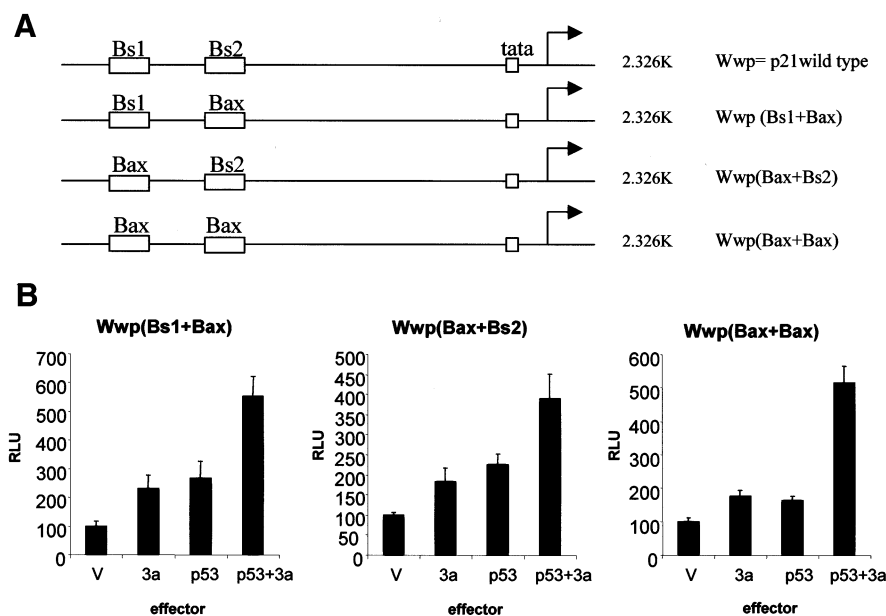 A
Bs1 Bs2 tata
2.326K Wwp= p21wild type
Bs1 Bax
2.326K Wwp (Bs1+Bax)
Bax Bs2
2.326K Wwp(Bax+Bs2)
Bax Bax
2.326K Wwp(Bax+Bax)
B
Wwp(Bs1+Bax)
700
600
500
400
300
200
100
0
RLU
V 3a p53 p53+3a
effector
Wwp(Bax+Bs2)
500
450
400
350
300
250
200
150
100
50
0
RLU
V 3a p53 p53+3a
effector
Wwp(Bax+Bax)
600
500
400
300
200
100
0
RLU
V 3a p53 p53+3a
effector